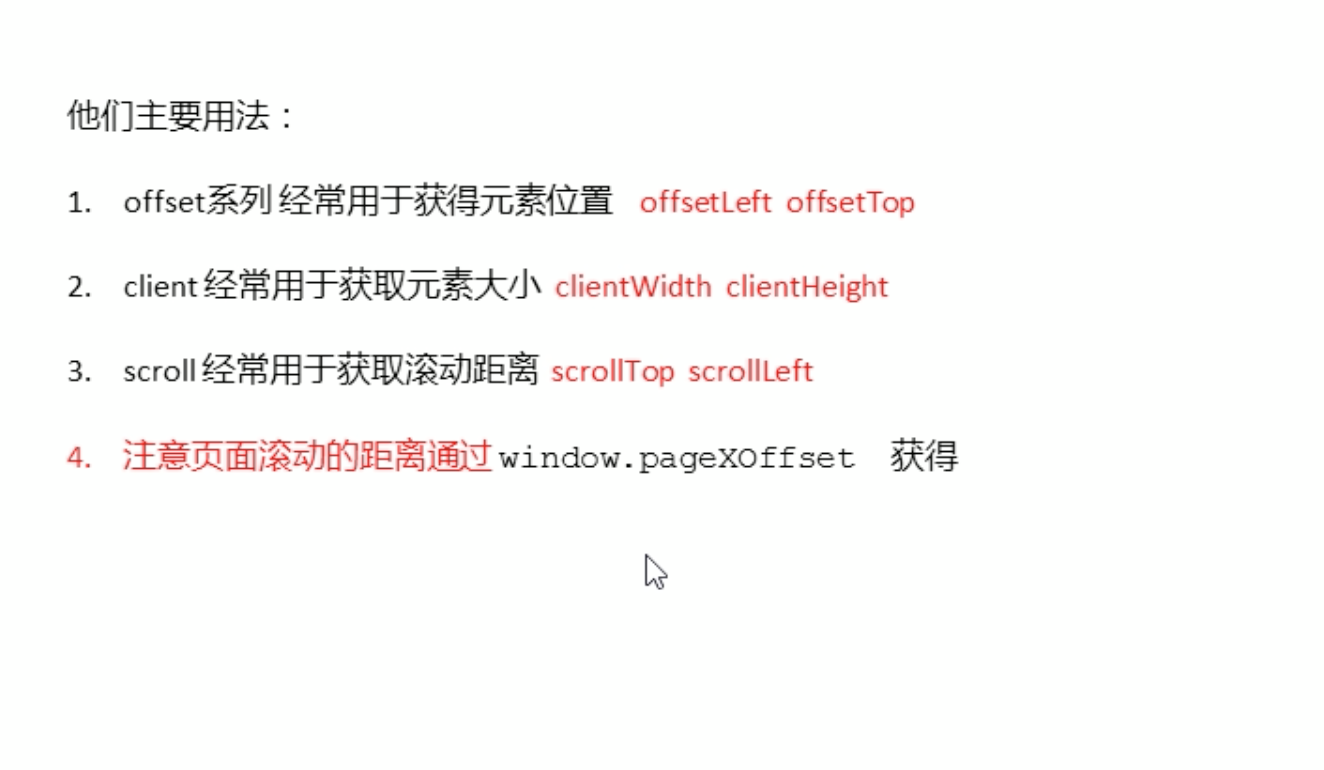 他们主要用法：
1. offset系列 经常用于获得元素位置 offsetLeft offsetTop
2. client 经常用于获取元素大小 clientWidth clientHeight
3. scroll 经常用于获取滚动距离 scrollTop scrollLeft
4. 注意页面滚动的距离通过 window.pageXOffset 获得